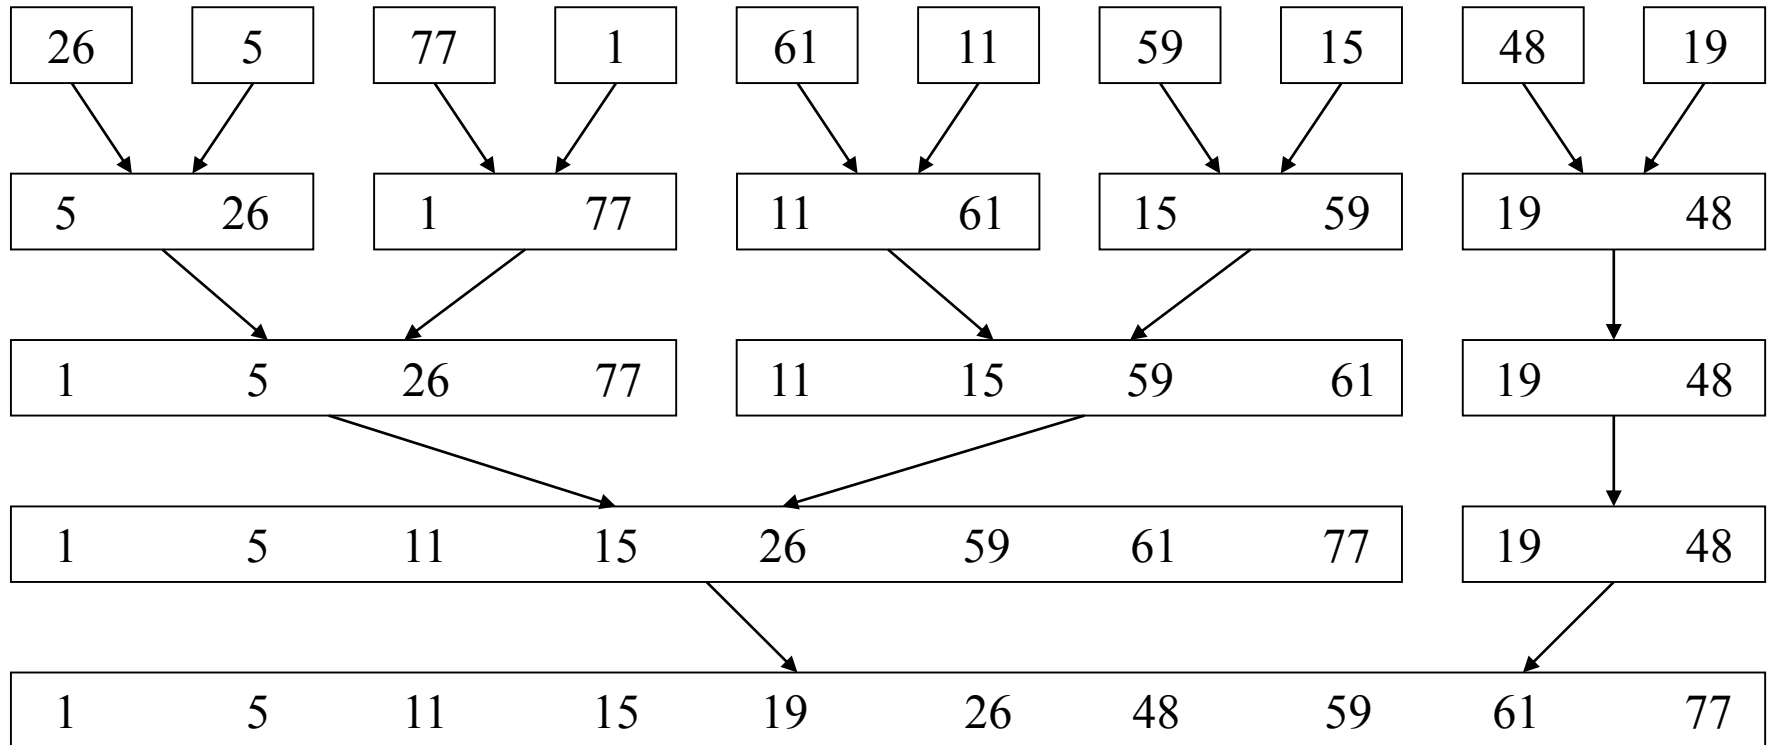 26 5 77 1 61 11 59 15 48 19
5 26 1 77 11 61 15 59 19 48
1 5 26 77 11 15 59 61 19 48
1 5 11 15 26 59 61 77 19 48
1 5 11 15 19 26 48 59 61 77